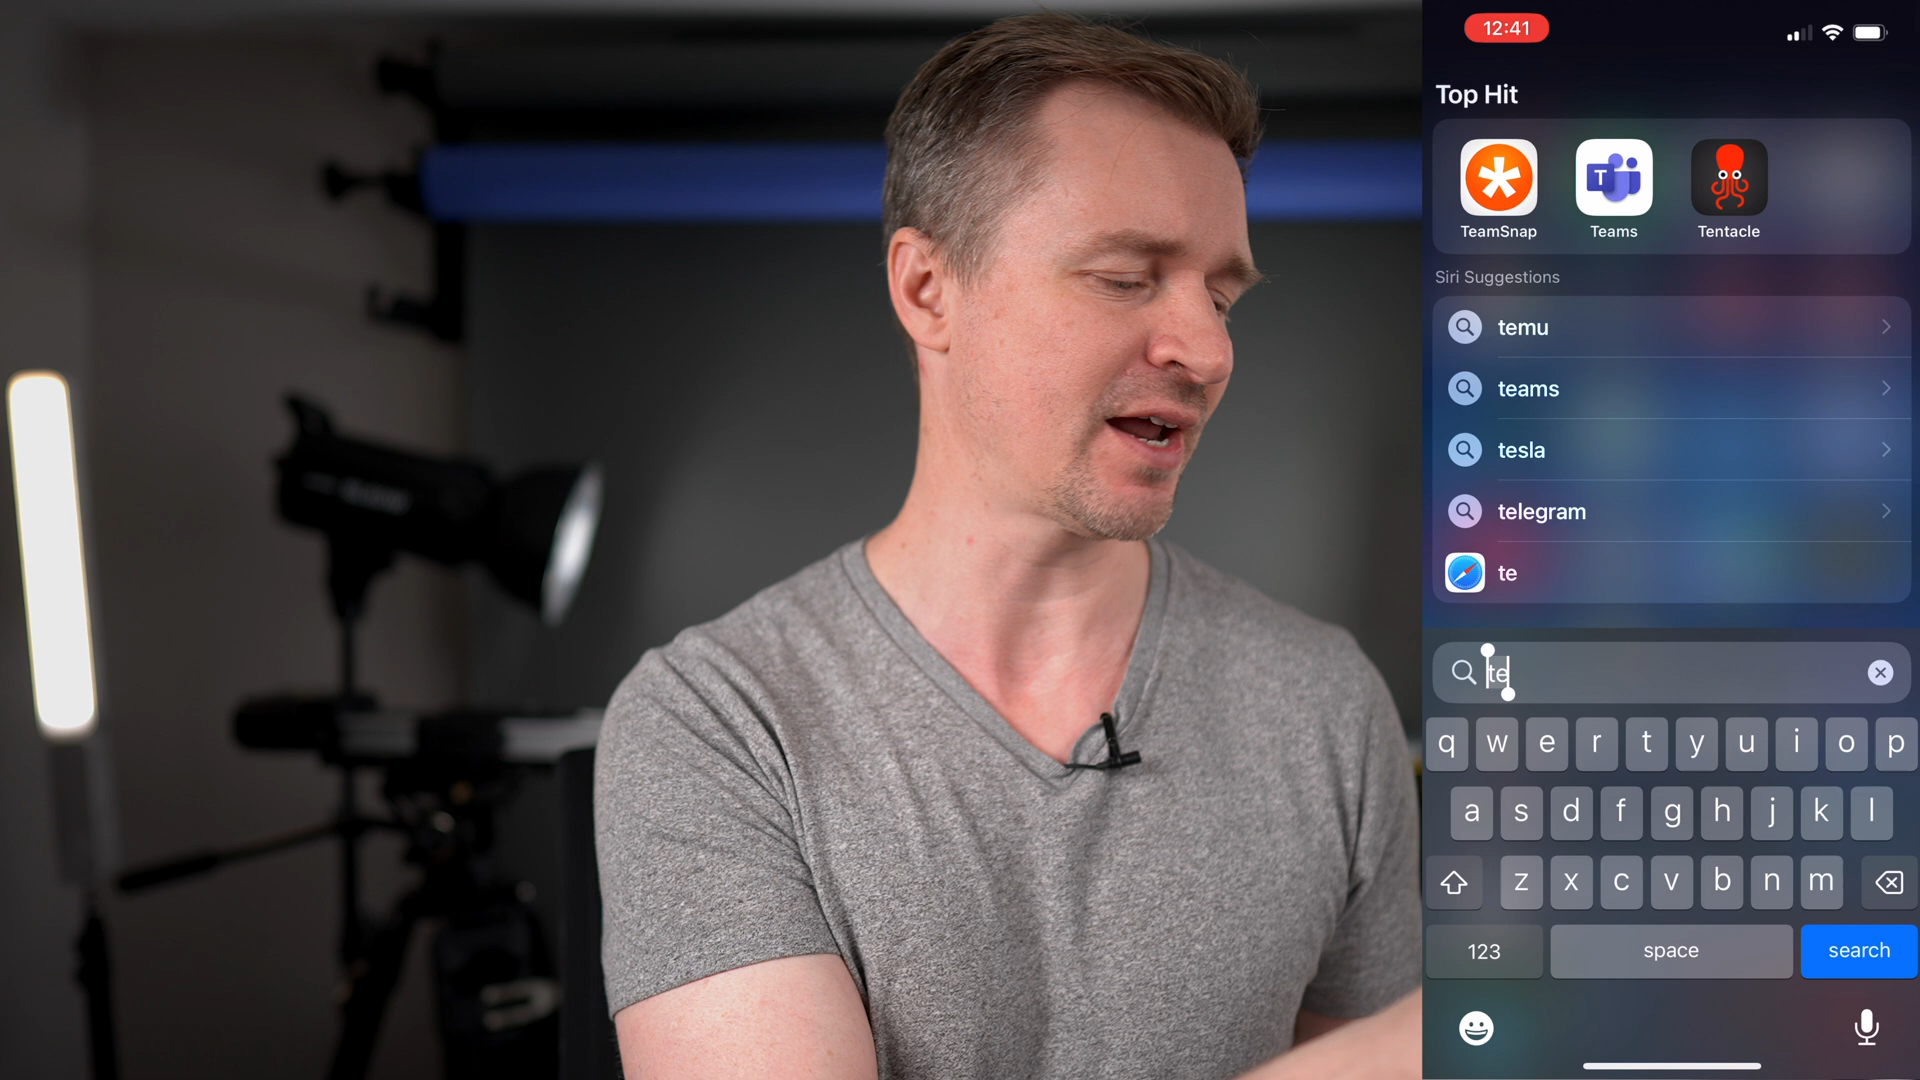 12:41
Top Hit
T
TeamSnap
Teams
Tentacle
Siri Suggestions
temu
teams
tesla
telegram
te
te
q w e r t y u i o p
a s d f g h j k l
z x c v b n m
123 space search